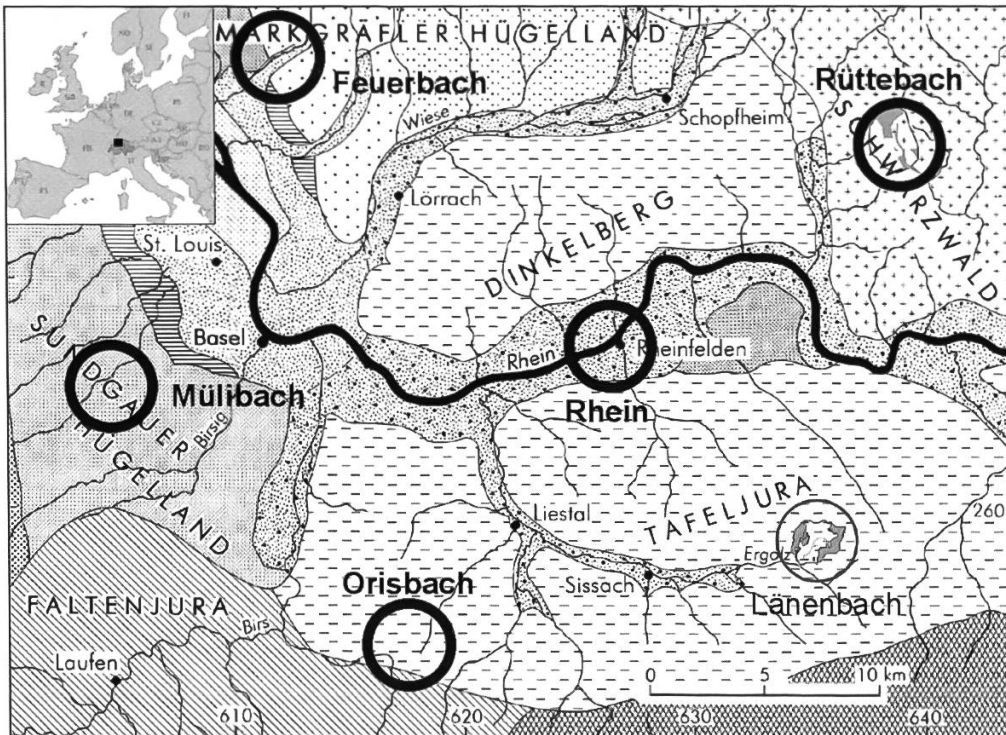 MARKGRÄFLER HÜGELLAND
Feuerbach
Rüttebach
Wiese
Schopfheim
SCHWARZWALD
Lörrach
St. Louis
DINKELBERG
Basel
Rhein
Rheinfelden
SUNDGAUER
HÜGELLAND
Mülibach
Birsig
Rhein
TAFELJURA
260
Liestal
Ergolz
Orisbach
Sissach
Länenbach
FALTENJURA
Birs
Laufen
0 5 10 km
610 620 630 640